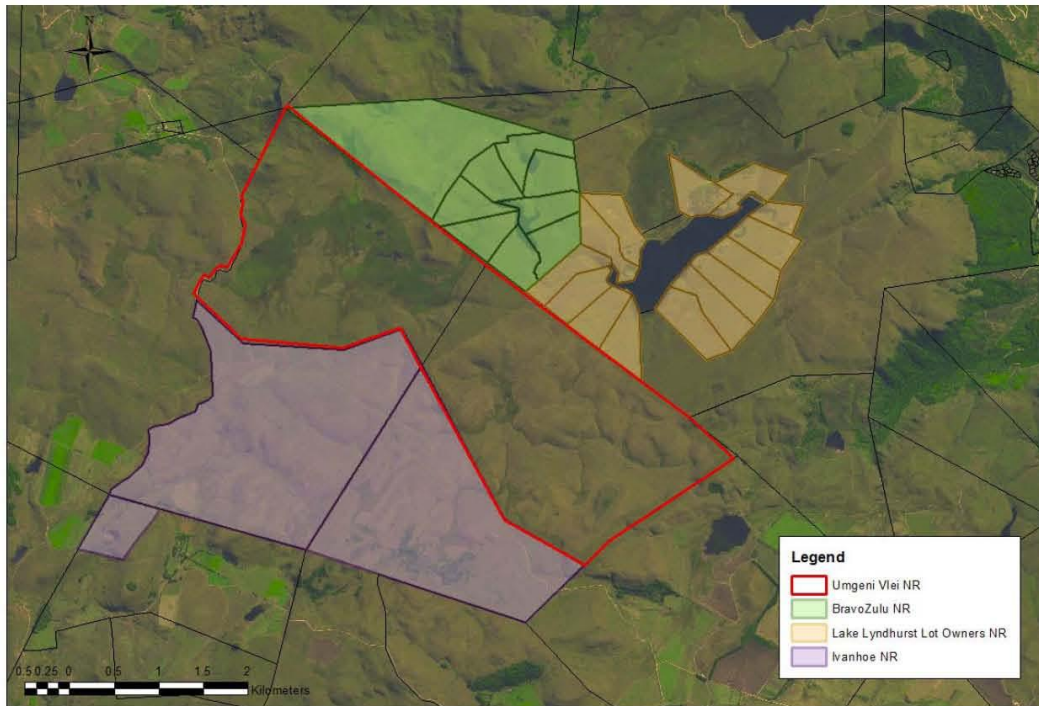 N
Legend
Umgeni Vlei NR
BravoZulu NR
Lake Lyndhurst Lot Owners NR
Ivanhoe NR
0.5 0.25 0 0.5 1 1.5 2
Kilometers